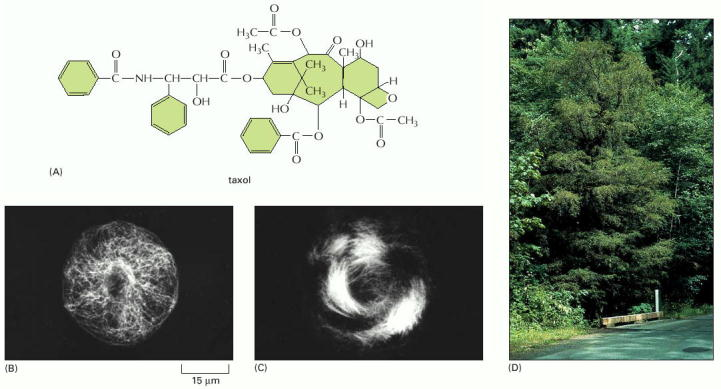 O
H₃C C O O
H₃C CH₃ OH
O O CH₃
C NH CH CH C O CH₃ H
OH HO H O
O O C CH₃
C O
O
(A)
taxol
(B)
15 μm
(C)
(D)